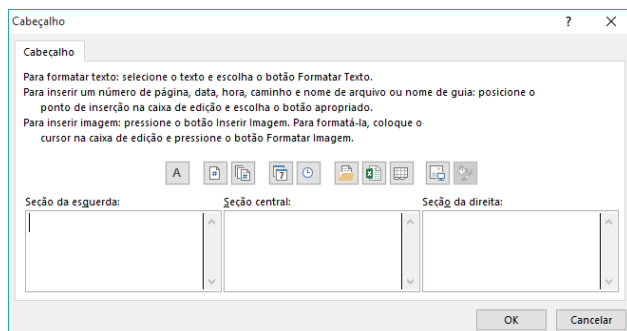 Cabeçalho
? ×
Cabeçalho
Para formatar texto: selecione o texto e escolha o botão Formatar Texto.
Para inserir um número de página, data, hora, caminho e nome de arquivo ou nome de guia: posicione o
ponto de inserção na caixa de edição e escolha o botão apropriado.
Para inserir imagem: pressione o botão Inserir Imagem. Para formatá-la, coloque o
cursor na caixa de edição e pressione o botão Formatar Imagem.
A # # 7 X
Seção da esquerda: Seção central: Seção da direita:
OK Cancelar